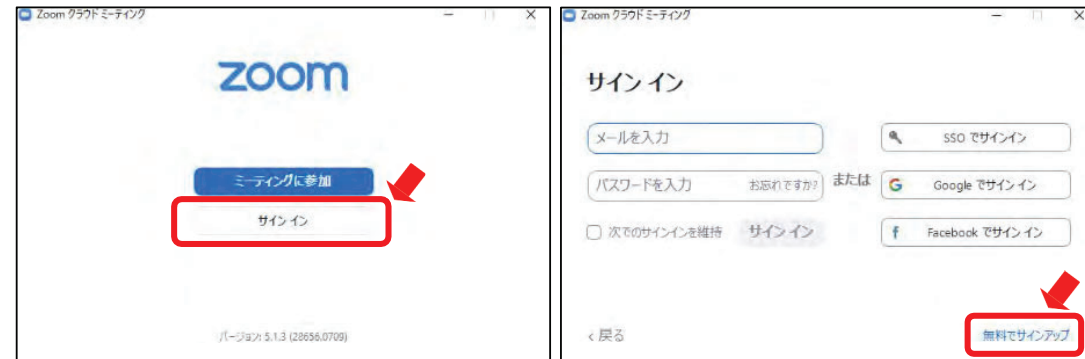 Zoom クラウド ミーティング
zoom
ミーティングに参加
サイン イン
バージョン: 5.1.3 (28656.0709)
Zoom クラウド ミーティング
サイン イン
メールを入力
パスワードを入力 お忘れですか?
次でのサインインを維持 サイン イン
または
SSO でサインイン
Google でサイン イン
Facebook でサイン イン
< 戻る
無料でサインアップ